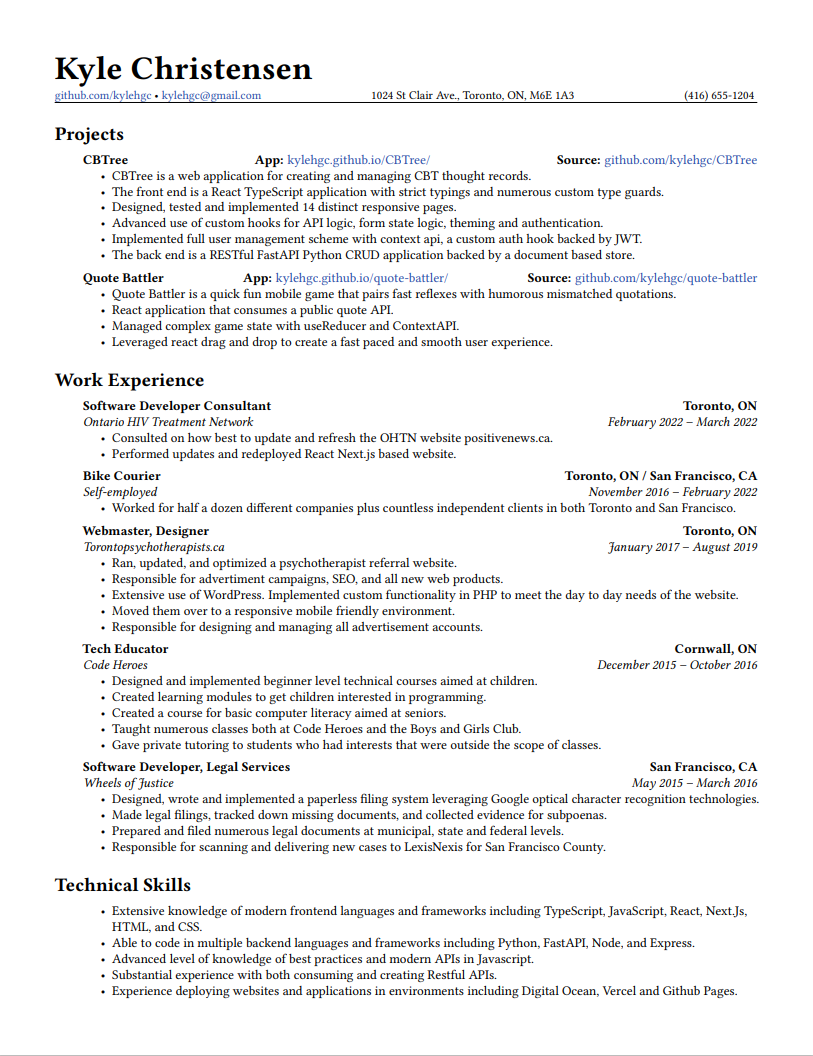 Kyle Christensen
github.com/kylehgc • kylehgc@gmail.com 1024 St Clair Ave., Toronto, ON, M6E 1A3 (416) 655-1204
Projects
CBTree App: kylehgc.github.io/CBTree/ Source: github.com/kylehgc/CBTree
• CBTree is a web application for creating and managing CBT thought records.
• The front end is a React TypeScript application with strict typings and numerous custom type guards.
• Designed, tested and implemented 14 distinct responsive pages.
• Advanced use of custom hooks for API logic, form state logic, theming and authentication.
• Implemented full user management scheme with context api, a custom auth hook backed by JWT.
• The back end is a RESTful FastAPI Python CRUD application backed by a document based store.
Quote Battler App: kylehgc.github.io/quote-battler/ Source: github.com/kylehgc/quote-battler
• Quote Battler is a quick fun mobile game that pairs fast reflexes with humorous mismatched quotations.
• React application that consumes a public quote API.
• Managed complex game state with useReducer and ContextAPI.
• Leveraged react drag and drop to create a fast paced and smooth user experience.
Work Experience
Software Developer Consultant Toronto, ON
Ontario HIV Treatment Network February 2022 – March 2022
• Consulted on how best to update and refresh the OHTN website positivenews.ca.
• Performed updates and redeployed React Next.js based website.
Bike Courier Toronto, ON / San Francisco, CA
Self-employed November 2016 – February 2022
• Worked for half a dozen different companies plus countless independent clients in both Toronto and San Francisco.
Webmaster, Designer Toronto, ON
Torontopsychotherapists.ca January 2017 – August 2019
• Ran, updated, and optimized a psychotherapist referral website.
• Responsible for advertiment campaigns, SEO, and all new web products.
• Extensive use of WordPress. Implemented custom functionality in PHP to meet the day to day needs of the website.
• Moved them over to a responsive mobile friendly environment.
• Responsible for designing and managing all advertisement accounts.
Tech Educator Cornwall, ON
Code Heroes December 2015 – October 2016
• Designed and implemented beginner level technical courses aimed at children.
• Created learning modules to get children interested in programming.
• Created a course for basic computer literacy aimed at seniors.
• Taught numerous classes both at Code Heroes and the Boys and Girls Club.
• Gave private tutoring to students who had interests that were outside the scope of classes.
Software Developer, Legal Services San Francisco, CA
Wheels of Justice May 2015 – March 2016
• Designed, wrote and implemented a paperless filing system leveraging Google optical character recognition technologies.
• Made legal filings, tracked down missing documents, and collected evidence for subpoenas.
• Prepared and filed numerous legal documents at municipal, state and federal levels.
• Responsible for scanning and delivering new cases to LexisNexis for San Francisco County.
Technical Skills
• Extensive knowledge of modern frontend languages and frameworks including TypeScript, JavaScript, React, Next.Js,
HTML, and CSS.
• Able to code in multiple backend languages and frameworks including Python, FastAPI, Node, and Express.
• Advanced level of knowledge of best practices and modern APIs in Javascript.
• Substantial experience with both consuming and creating Restful APIs.
• Experience deploying websites and applications in environments including Digital Ocean, Vercel and Github Pages.